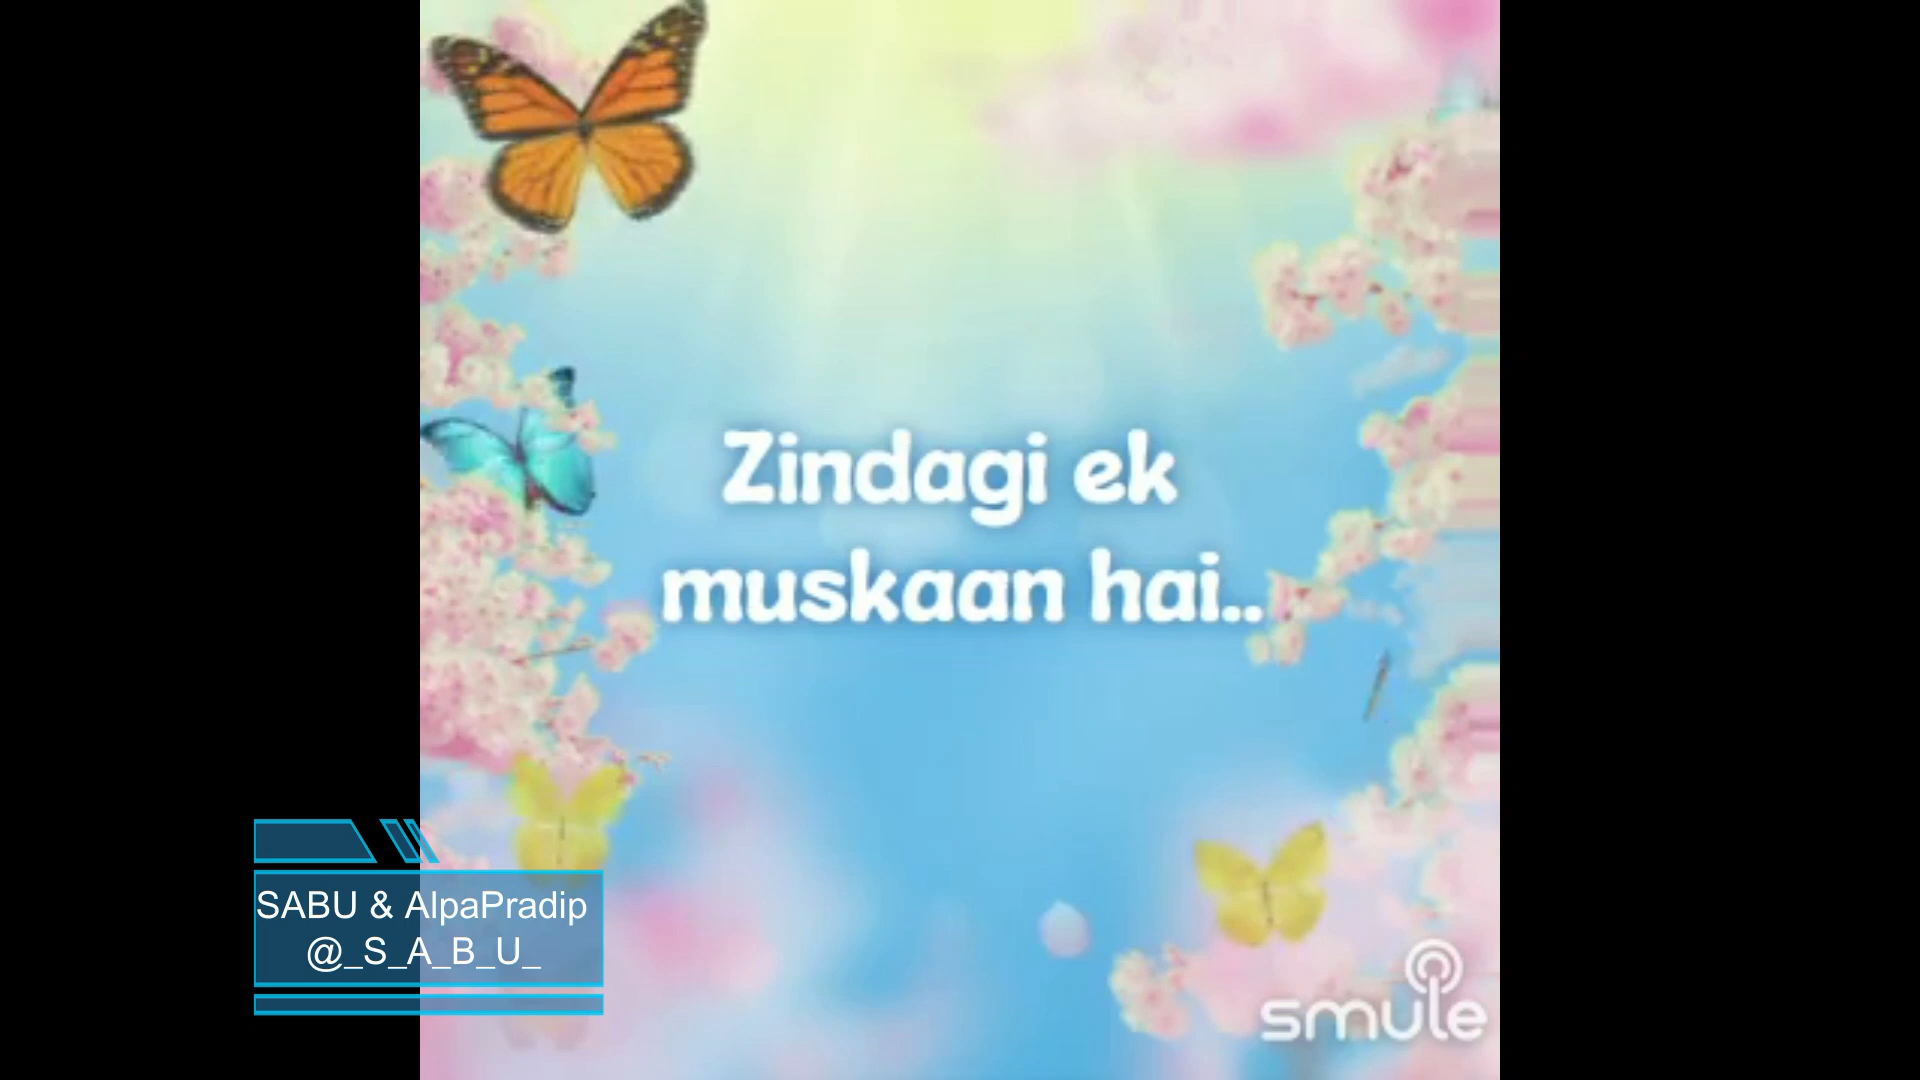 Zindagi ek
muskaan hai..
SABU & AlpaPradip
@_S_A_B_U_
smule